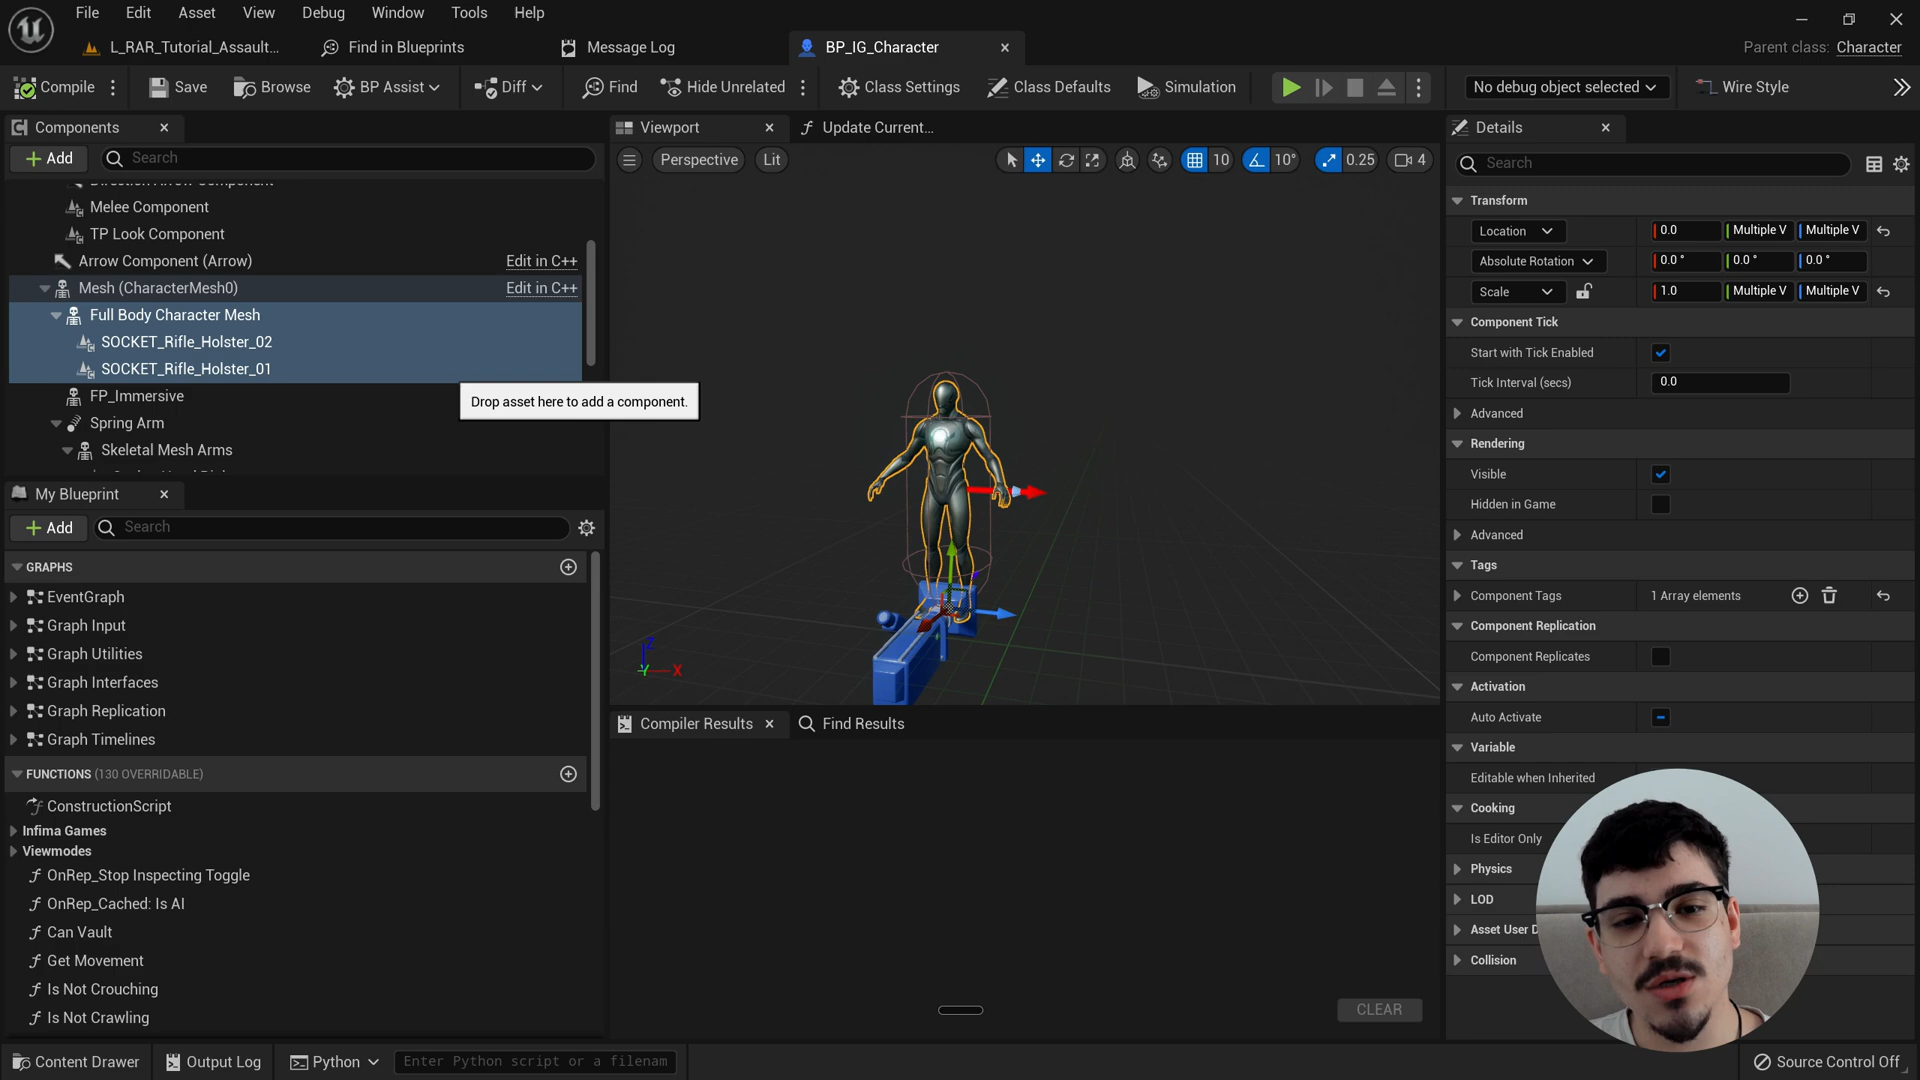 File Edit Asset View Debug Window Tools Help
L_RAR_Tutorial_Assault... Find in Blueprints Message Log BP_IG_Character Parent class: Character
Compile Save Browse BP Assist Diff Find Hide Unrelated Class Settings Class Defaults Simulation No debug object selected Wire Style
Components
Add Search
Direction Arrow Component
Melee Component
TP Look Component
Arrow Component (Arrow) Edit in C++
Mesh (CharacterMesh0) Edit in C++
Full Body Character Mesh
SOCKET_Rifle_Holster_02
SOCKET_Rifle_Holster_01
FP_Immersive
Spring Arm
Skeletal Mesh Arms
Drop asset here to add a component.
My Blueprint
Add Search
GRAPHS
EventGraph
Graph Input
Graph Utilities
Graph Interfaces
Graph Replication
Graph Timelines
FUNCTIONS (130 OVERRIDABLE)
ConstructionScript
Infima Games
Viewmodes
OnRep_Stop Inspecting Toggle
OnRep_Cached: Is AI
Can Vault
Get Movement
Is Not Crouching
Is Not Crawling
Viewport Update Current...
Perspective Lit 10 10° 0.25 4
Z
Y X
Compiler Results Find Results
CLEAR
Details
Search
Transform
Location 0.0 Multiple V Multiple V
Absolute Rotation 0.0 ° 0.0 ° 0.0 °
Scale 1.0 Multiple V Multiple V
Component Tick
Start with Tick Enabled
Tick Interval (secs) 0.0
Advanced
Rendering
Visible
Hidden in Game
Advanced
Tags
Component Tags 1 Array elements
Component Replication
Component Replicates
Activation
Auto Activate
Variable
Editable when Inherited
Cooking
Is Editor Only
Physics
LOD
Asset User D
Collision
Content Drawer Output Log Python Enter Python script or a filenam Source Control Off